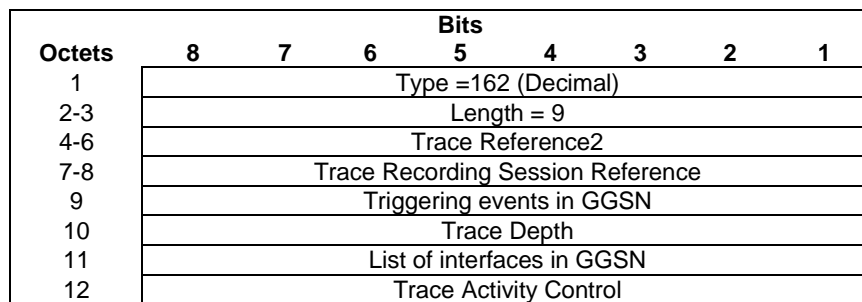 Bits
Octets 8 7 6 5 4 3 2 1
1 Type =162 (Decimal)
2-3 Length = 9
4-6 Trace Reference2
7-8 Trace Recording Session Reference
9 Triggering events in GGSN
10 Trace Depth
11 List of interfaces in GGSN
12 Trace Activity Control